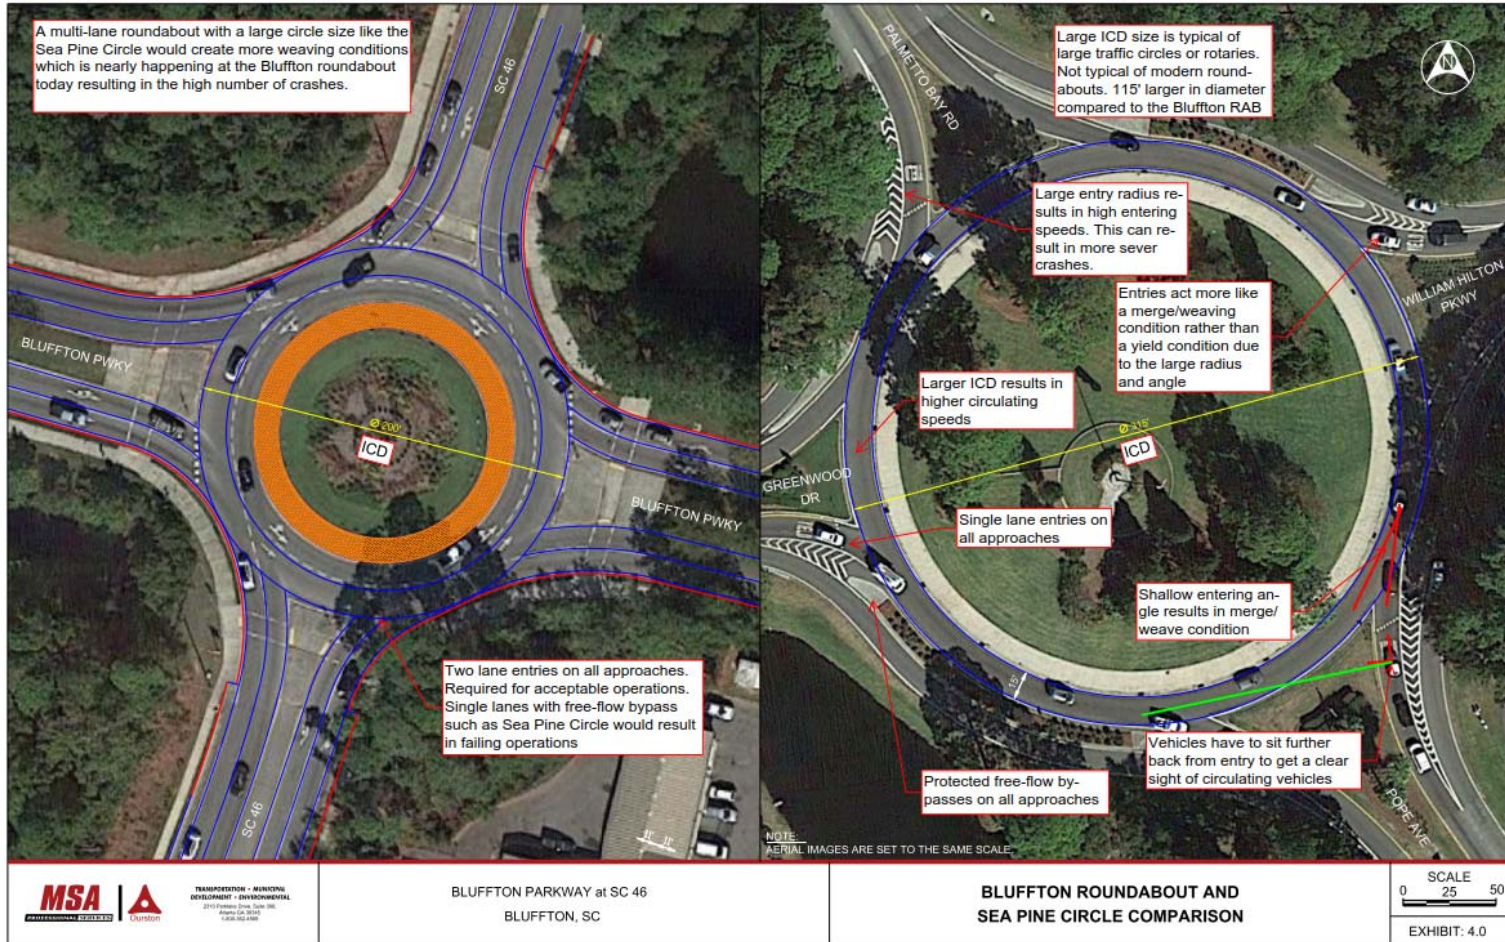 A multi-lane roundabout with a large circle size like the
Sea Pine Circle would create more weaving conditions
which is nearly happening at the Bluffton roundabout
today resulting in the high number of crashes.
SC 46
BLUFFTON PWKY
Ø 200'
ICD
BLUFFTON PWKY
Two lane entries on all approaches.
Required for acceptable operations.
Single lanes with free-flow bypass
such as Sea Pine Circle would result
in failing operations
SC 46
11'
11'
PALMETTO BAY RD
Large ICD size is typical of
large traffic circles or rotaries.
Not typical of modern round-
abouts. 115' larger in diameter
compared to the Bluffton RAB
N
Large entry radius re-
sults in high entering
speeds. This can re-
sult in more sever
crashes.
WILLIAM HILTON
PKWY
Entries act more like
a merge/weaving
condition rather than
a yield condition due
to the large radius
and angle
Larger ICD results in
higher circulating
speeds
ICD
GREENWOOD
DR
Single lane entries on
all approaches
Shallow entering an-
gle results in merge/
weave condition
15'
Vehicles have to sit further
back from entry to get a clear
sight of circulating vehicles
Protected free-flow by-
passes on all approaches
POPE AVE
NOTE:
AERIAL IMAGES ARE SET TO THE SAME SCALE.
MSA
PROFESSIONAL SERVICES
Ourston
TRANSPORTATION • MUNICIPAL
DEVELOPMENT • ENVIRONMENTAL
BLUFFTON PARKWAY at SC 46
BLUFFTON, SC
BLUFFTON ROUNDABOUT AND
SEA PINE CIRCLE COMPARISON
SCALE
0 25 50
EXHIBIT: 4.0